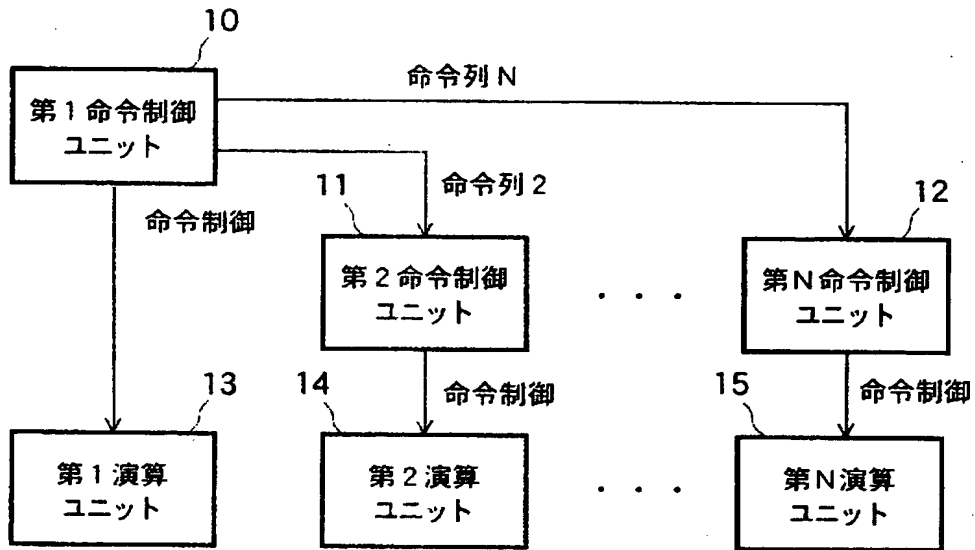 10
第1命令制御
ユニット
命令列N
命令列2
11
12
命令制御
第2命令制御
ユニット
・・・
第N命令制御
ユニット
13
14
命令制御
15
命令制御
第1演算
ユニット
第2演算
ユニット
・・・
第N演算
ユニット